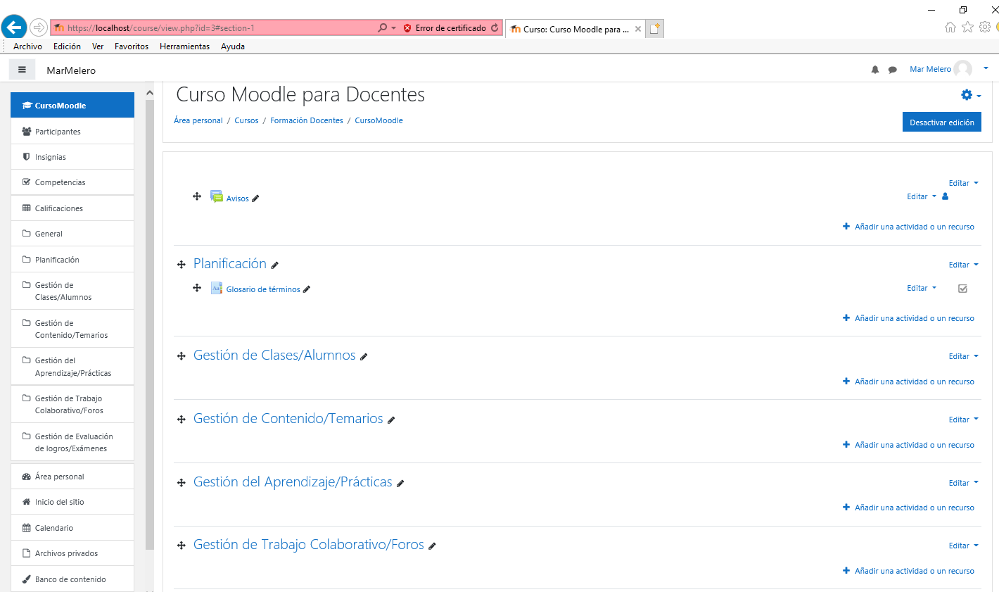 https://localhost/course/view.php?id=3#section-1
Error de certificado
Curso: Curso Moodle para ...
Archivo Edición Ver Favoritos Herramientas Ayuda
MarMelero
Mar Melero
CursoMoodle
Participantes
Insignias
Competencias
Calificaciones
General
Planificación
Gestión de
Clases/Alumnos
Gestión de
Contenido/Temarios
Gestión del
Aprendizaje/Prácticas
Gestión de Trabajo
Colaborativo/Foros
Gestión de Evaluación
de logros/Exámenes
Área personal
Inicio del sitio
Calendario
Archivos privados
Banco de contenido
Curso Moodle para Docentes
Área personal / Cursos / Formación Docentes / CursoMoodle
Desactivar edición
Editar
Avisos
Editar
Añadir una actividad o un recurso
Planificación
Editar
Glosario de términos
Editar
Añadir una actividad o un recurso
Gestión de Clases/Alumnos
Editar
Añadir una actividad o un recurso
Gestión de Contenido/Temarios
Editar
Añadir una actividad o un recurso
Gestión del Aprendizaje/Prácticas
Editar
Añadir una actividad o un recurso
Gestión de Trabajo Colaborativo/Foros
Editar
Añadir una actividad o un recurso